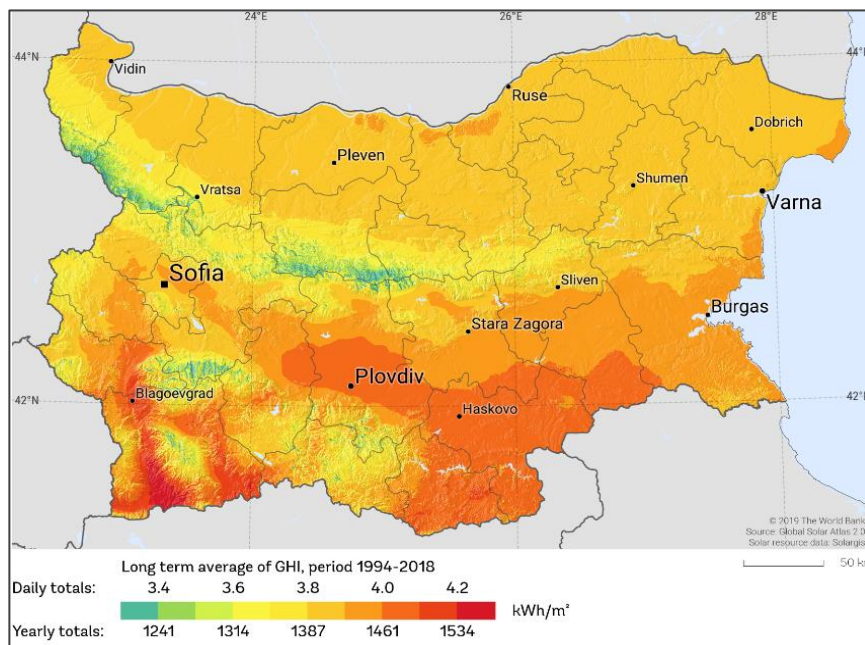 24°E
26°E
28°E
44°N
44°N
Vidin
Ruse
Dobrich
Pleven
Shumen
Vratsa
Varna
Sofia
Sliven
Burgas
Stara Zagora
Plovdiv
42°N
Blagoevgrad
Haskovo
42°N
© 2019 The World Bank
Source: Global Solar Atlas 2.0
Solar resource data: Solargis
50 km
Long term average of GHI, period 1994-2018
Daily totals: 3.4 3.6 3.8 4.0 4.2
kWh/m²
Yearly totals: 1241 1314 1387 1461 1534